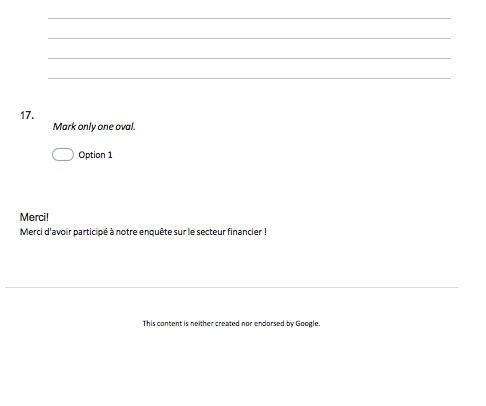 17.
Mark only one oval.
Option 1
Merci!
Merci d'avoir participé à notre enquête sur le secteur financier !
This content is neither created nor endorsed by Google.